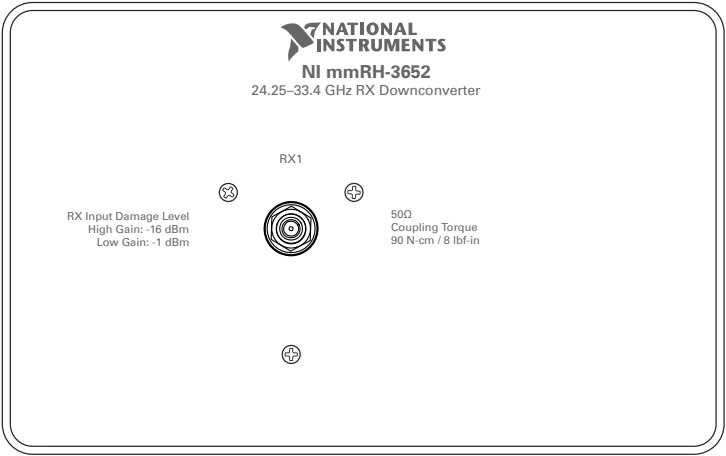 NATIONAL
INSTRUMENTS
NI mmRH-3652
24.25–33.4 GHz RX Downconverter
RX1
RX Input Damage Level
High Gain: -16 dBm
Low Gain: -1 dBm
50Ω
Coupling Torque
90 N-cm / 8 lbf-in